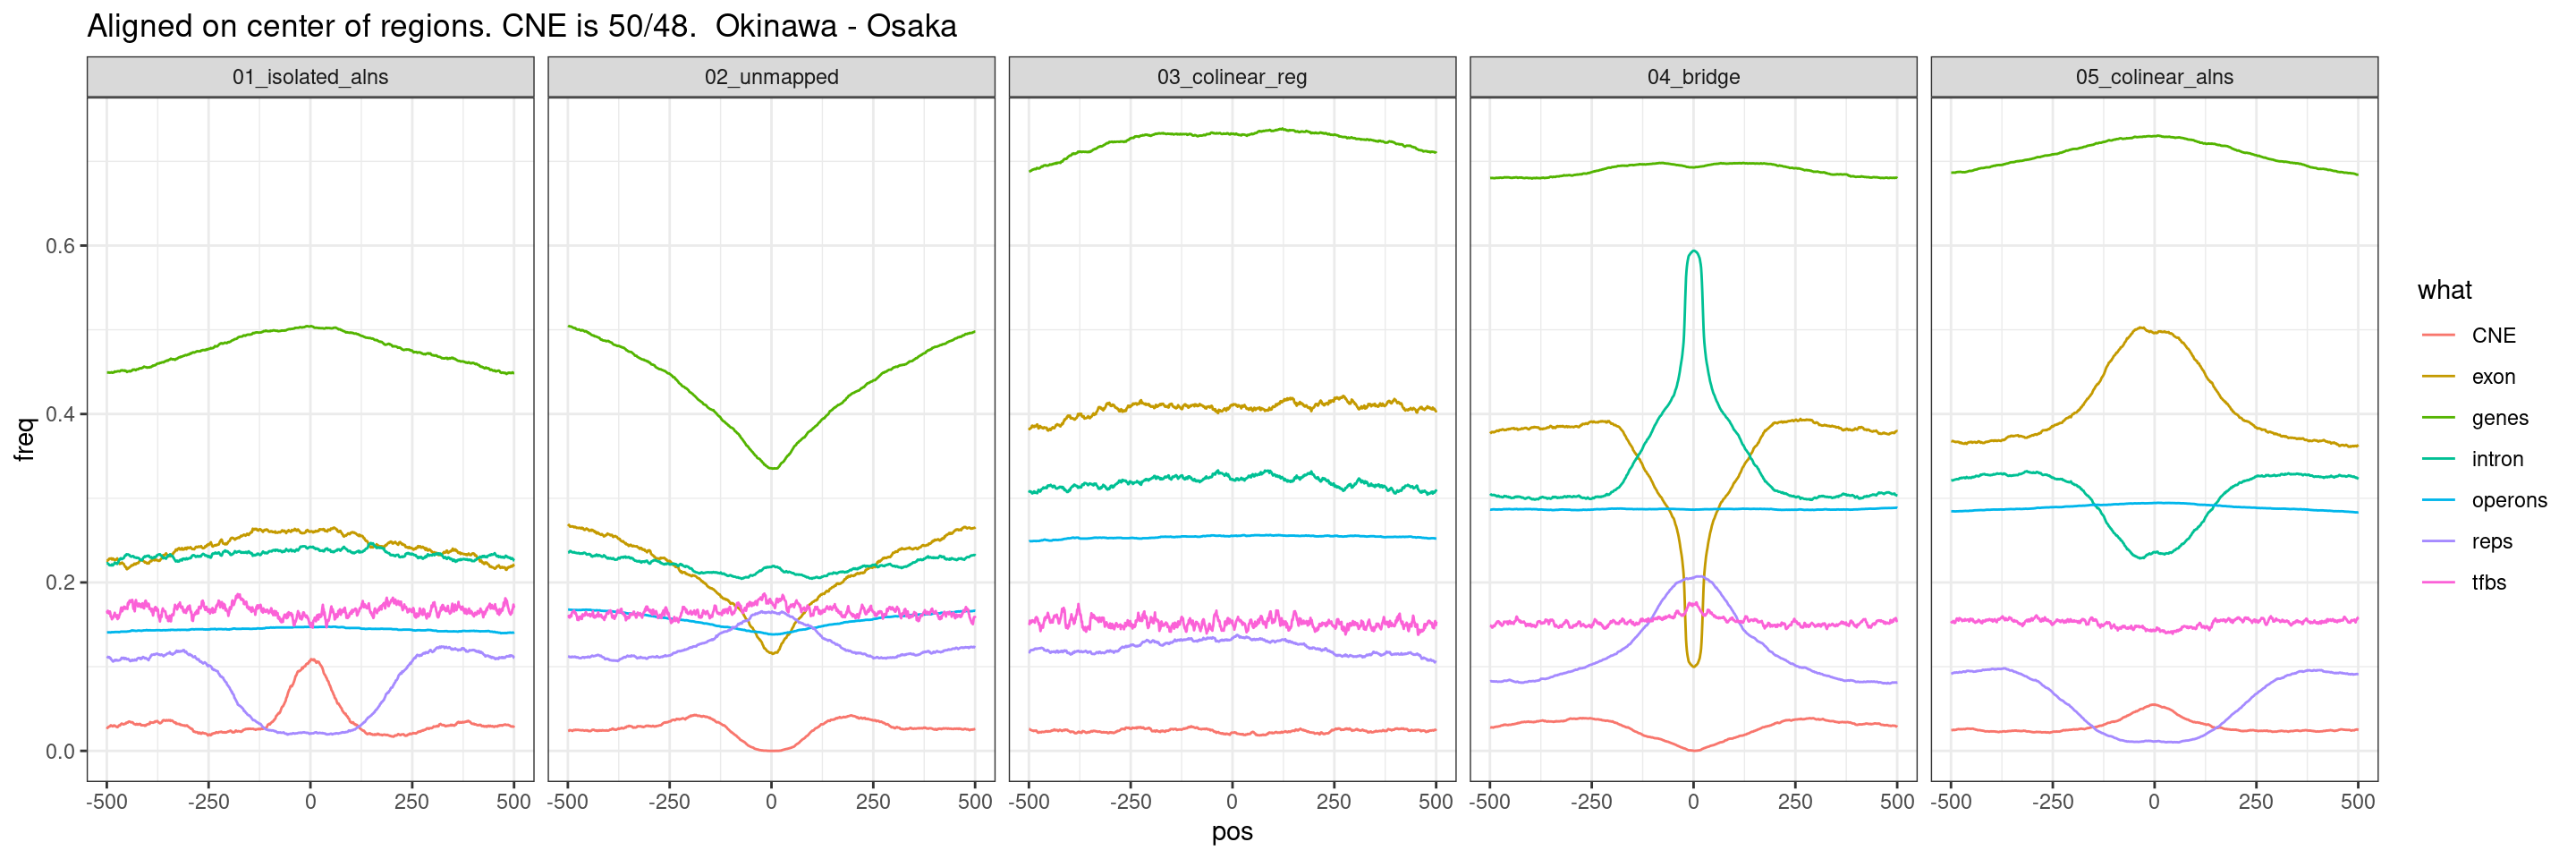 Aligned on center of regions. CNE is 50/48.  Okinawa - Osaka
01_isolated_alns 02_unmapped 03_colinear_reg 04_bridge 05_colinear_alns
freq
0.6
0.4
0.2
0.0
-500 -250 0 250 500 -500 -250 0 250 500 -500 -250 0 250 500 -500 -250 0 250 500 -500 -250 0 250 500
pos
what
CNE
exon
genes
intron
operons
reps
tfbs